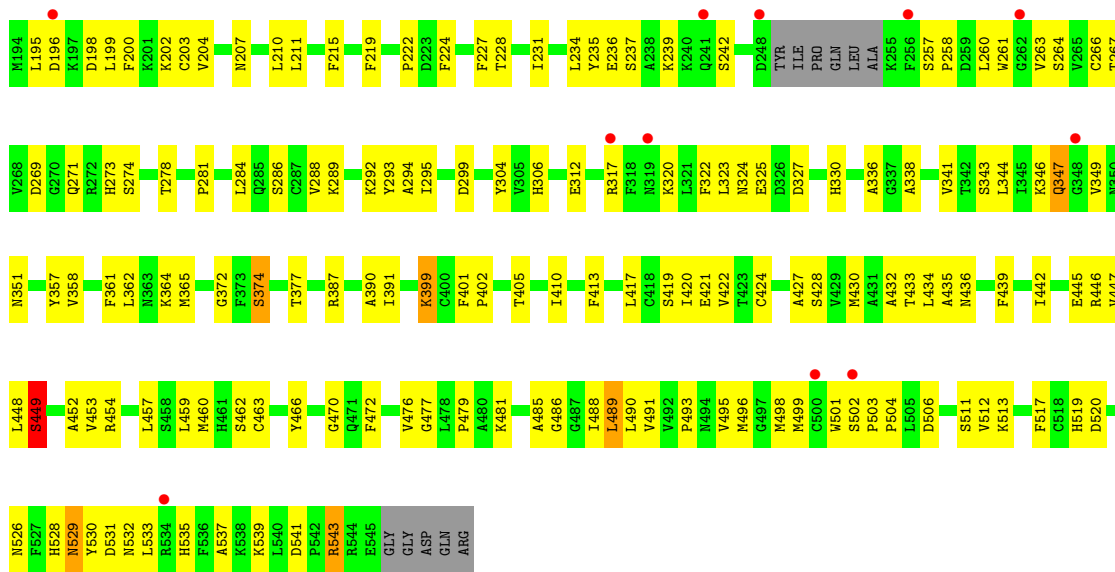 M194 L195 D196 K197 D198 L199 F200 K201 K202 C203 V204 N207 L210 L211 F215 F219 P222 D223 F224 F227 T228 I231 L234 Y235 E236 S237 A238 K239 K240 Q241 S242 D248 TYR ILE PRO GLN LEU ALA K255 F256 S257 P258 D259 L260 W261 G262 V263 S264 V265 C266 T267
V268 D269 G270 Q271 R272 H273 S274 T278 P281 L284 Q285 S286 C287 V288 K289 K292 Y293 A294 I295 D299 Y304 V305 H306 E312 R317 F318 N319 K320 L321 F322 L323 N324 E325 D326 D327 H330 A336 G337 A338 V341 T342 S343 L344 I345 K346 Q347 G348 V349 N350
N351 Y357 V358 F361 L362 N363 K364 M365 G372 F373 S374 F377 R387 A390 I391 K399 C400 F401 P402 T405 I410 F413 L417 C418 S419 I420 E421 V422 T423 C424 A427 S428 V429 M430 A431 A432 T433 L434 A435 N436 F439 I442 E445 R446 V447
L448 S449 A452 V453 R454 L457 S458 L459 M460 H461 S462 C463 Y466 G470 Q471 F472 V476 G477 L478 P479 A480 K481 A485 G486 G487 I488 L489 L490 V491 V492 P493 N494 V495 M496 G497 M498 M499 C500 W501 S502 P503 P504 L505 D506 S511 V512 K513 F517 C518 H519 D520
N526 F527 H528 N529 Y530 D531 N532 L533 R534 H535 F536 A537 K538 K539 L540 D541 P542 R543 R544 E545 GLY GLY ASP GLN ARG